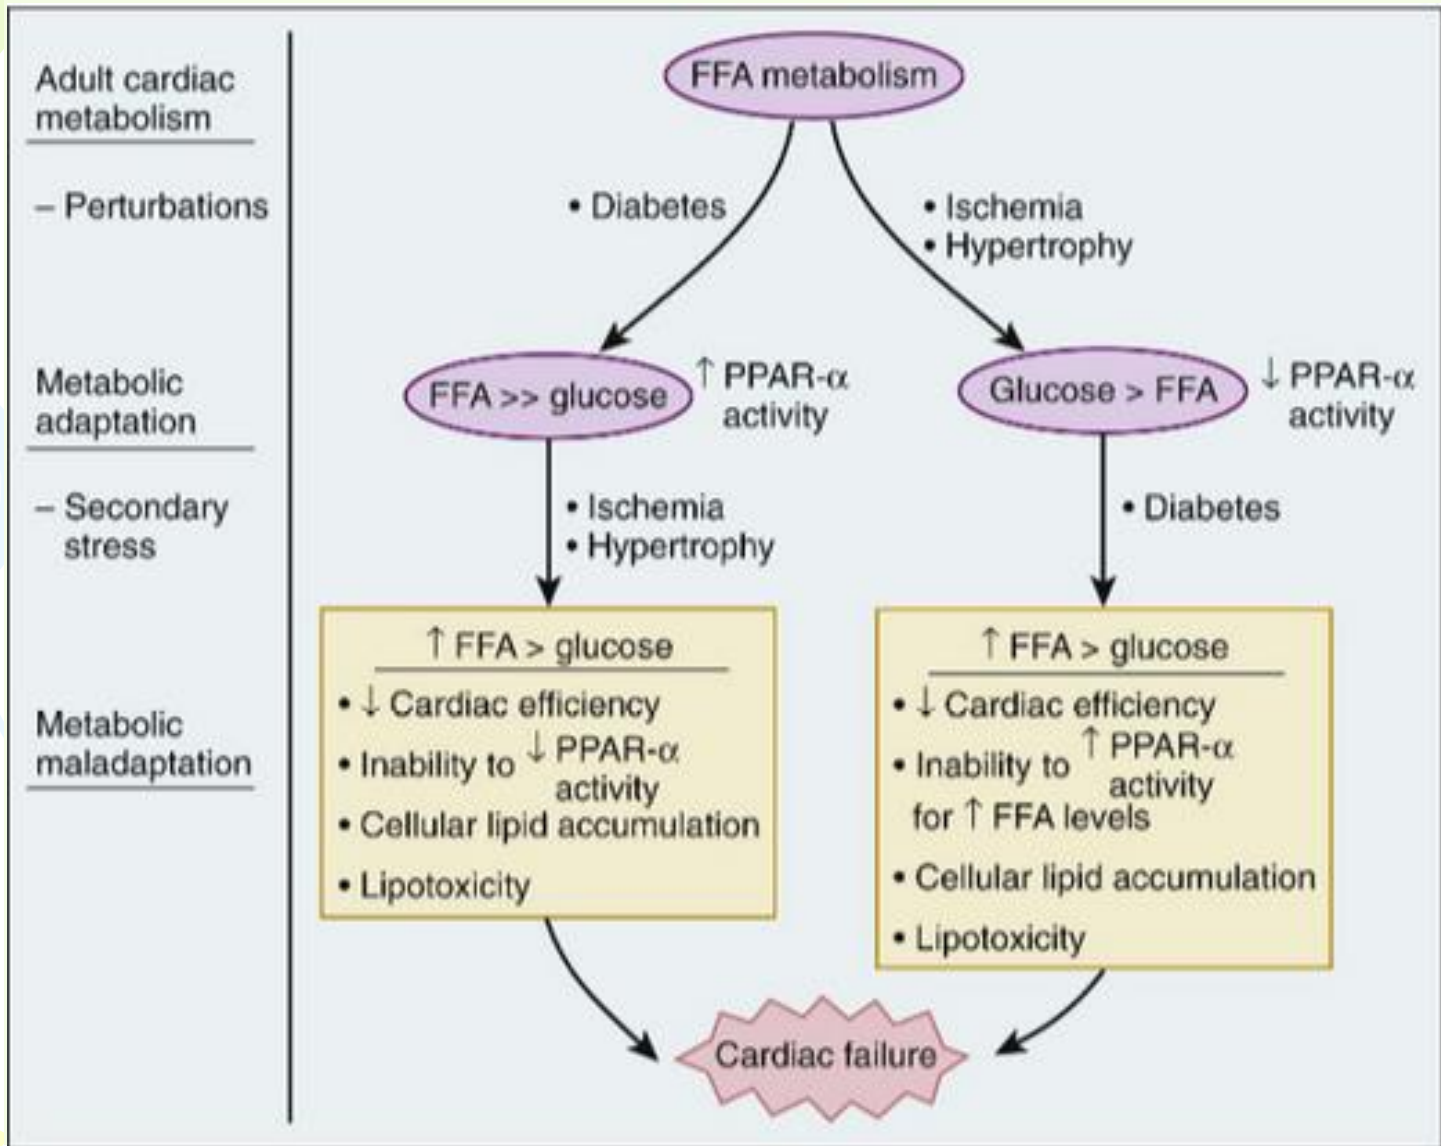 Adult cardiac
metabolism
– Perturbations
Metabolic
adaptation
– Secondary
stress
Metabolic
maladaptation
FFA metabolism
• Diabetes
• Ischemia
• Hypertrophy
FFA >> glucose
↑ PPAR-α
activity
Glucose > FFA
↓ PPAR-α
activity
• Ischemia
• Hypertrophy
• Diabetes
↑ FFA > glucose
• ↓ Cardiac efficiency
• Inability to ↓ PPAR-α
activity
• Cellular lipid accumulation
• Lipotoxicity
↑ FFA > glucose
• ↓ Cardiac efficiency
• Inability to ↑ PPAR-α
activity
for ↑ FFA levels
• Cellular lipid accumulation
• Lipotoxicity
Cardiac failure